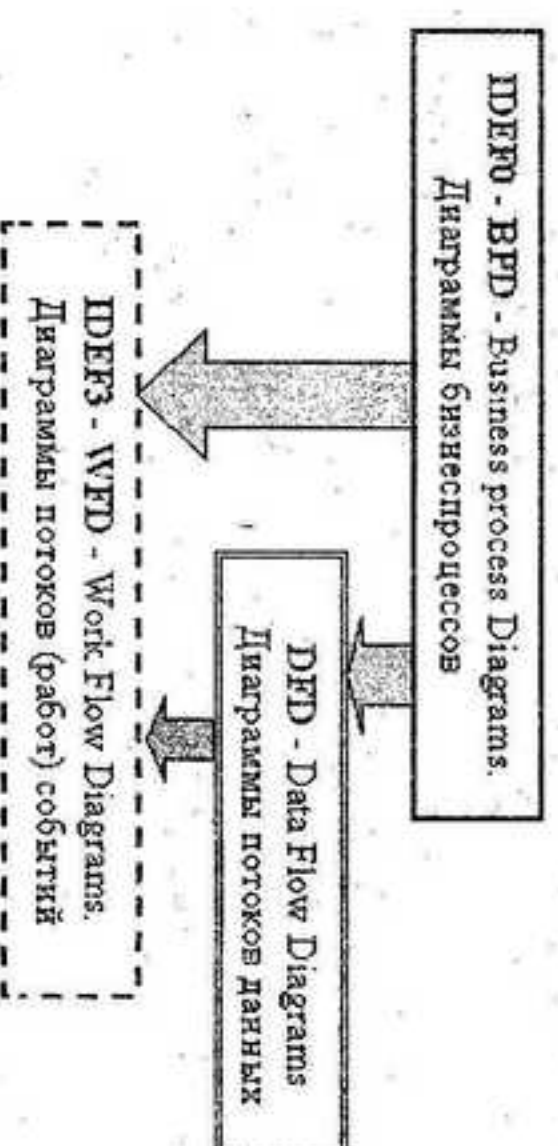 IDEF0 - BPD - Business process Diagrams.
Диаграммы бизнеспроцессов
DFD - Data Flow Diagrams
Диаграммы потоков данных
IDEF3 - WFD - Work Flow Diagrams.
Диаграммы потоков (работ) событий